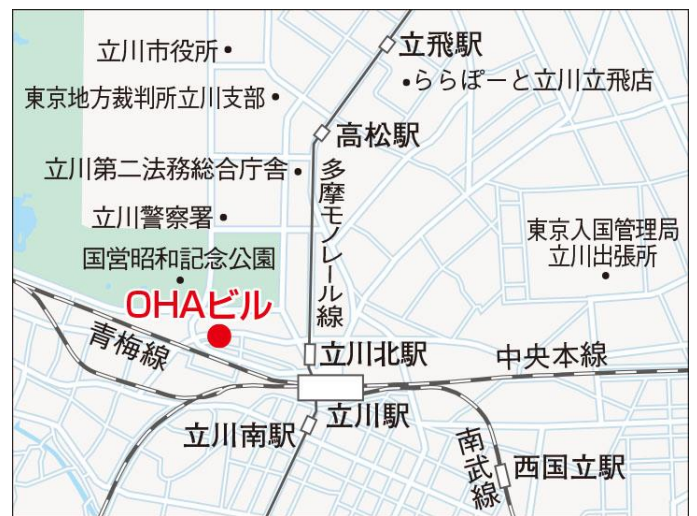 立川市役所
立飛駅
ららぽーと立川立飛店
東京地方裁判所立川支部
高松駅
立川第二法務総合庁舎
多摩モノレール線
立川警察署
東京入国管理局
立川出張所
国営昭和記念公園
OHAビル
青梅線
立川北駅
中央本線
立川南駅
立川駅
南武線
西国立駅